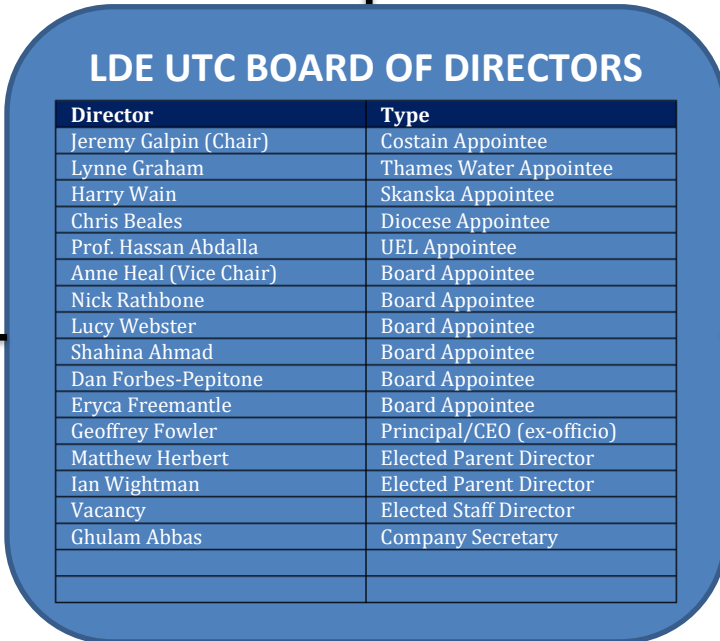 LDE UTC BOARD OF DIRECTORS
Director Type
Jeremy Galpin (Chair) Costain Appointee
Lynne Graham Thames Water Appointee
Harry Wain Skanska Appointee
Chris Beales Diocese Appointee
Prof. Hassan Abdalla UEL Appointee
Anne Heal (Vice Chair) Board Appointee
Nick Rathbone Board Appointee
Lucy Webster Board Appointee
Shahina Ahmad Board Appointee
Dan Forbes-Pepitone Board Appointee
Eryca Freemantle Board Appointee
Geoffrey Fowler Principal/CEO (ex-officio)
Matthew Herbert Elected Parent Director
Ian Wightman Elected Parent Director
Vacancy Elected Staff Director
Ghulam Abbas Company Secretary